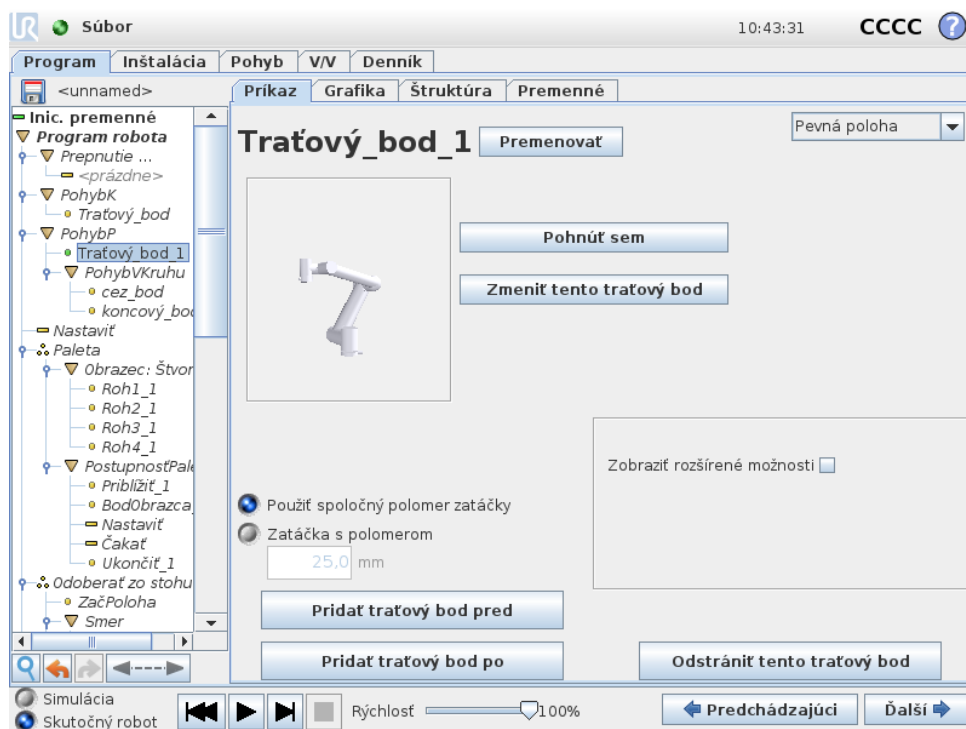 Súbor
10:43:31
CCCC
?
Program
Inštalácia
Pohyb
V/V
Denník
<unnamed>
Príkaz
Grafika
Štruktúra
Premenné
Inic. premenné
Program robota
Prepnutie ...
<prázdne>
PohybK
Traťový_bod
PohybP
Traťový_bod_1
PohybVKruhu
cez_bod
koncový_bod
Nastaviť
Paleta
Obrazec: Štvor
Roh1_1
Roh2_1
Roh3_1
Roh4_1
PostupnosťPale
Priblížiť_1
BodObrazca_
Nastaviť
Čakať
Ukončiť_1
Odoberať zo stohu
ZačPoloha
Smer
Traťový_bod_1
Premenovať
Pevná poloha
Pohnúť sem
Zmeniť tento traťový bod
Zobraziť rozšírené možnosti
Použiť spoločný polomer zatáčky
Zatáčka s polomerom
25,0 mm
Pridať traťový bod pred
Pridať traťový bod po
Odstrániť tento traťový bod
Simulácia
Skutočný robot
Rýchlosť
100%
Predchádzajúci
Ďalší